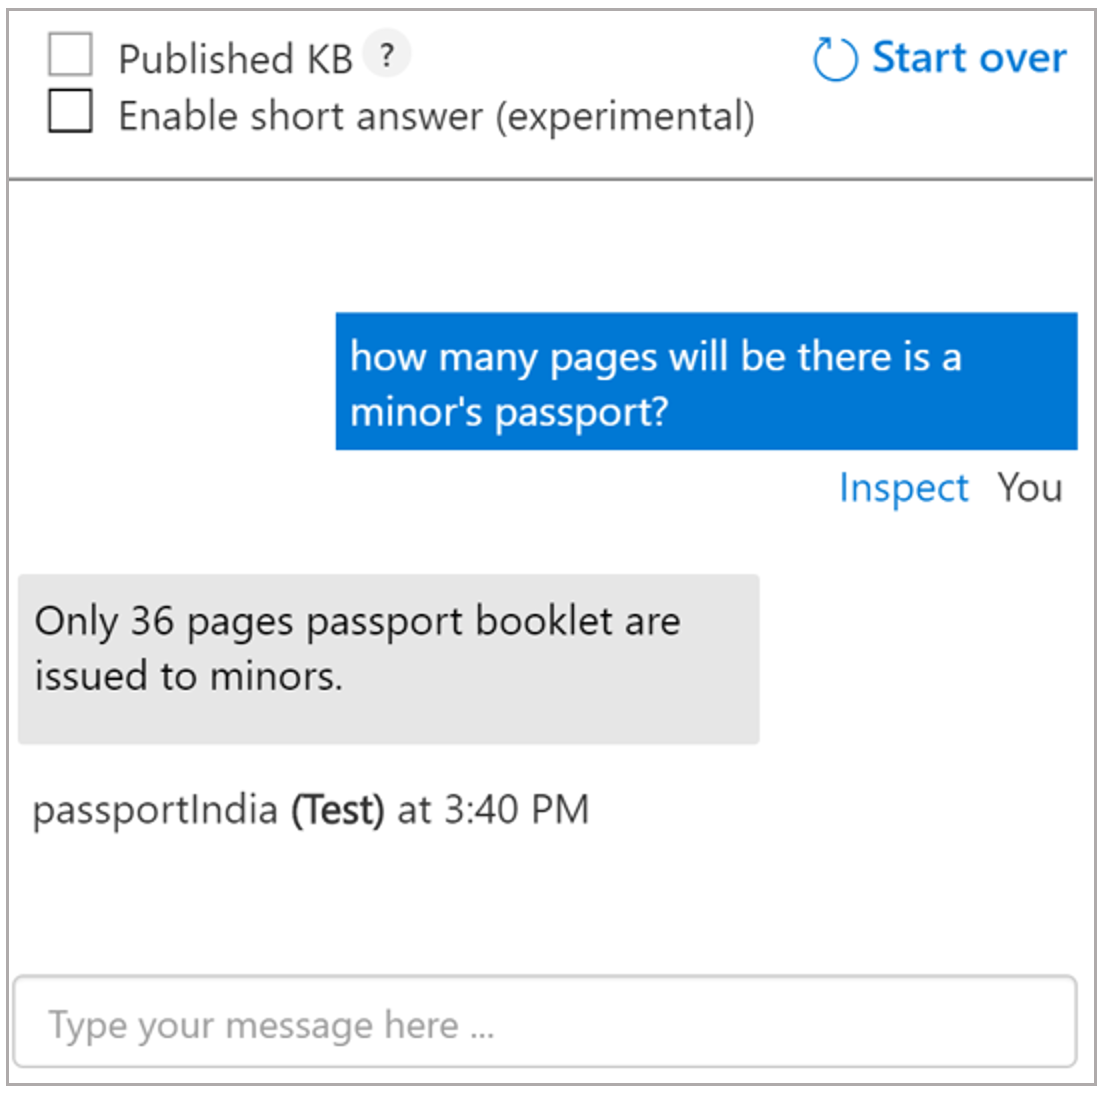 Published KB ?
Start over
Enable short answer (experimental)
how many pages will be there is a
minor's passport?
Inspect You
Only 36 pages passport booklet are
issued to minors.
passportIndia (Test) at 3:40 PM
Type your message here ...